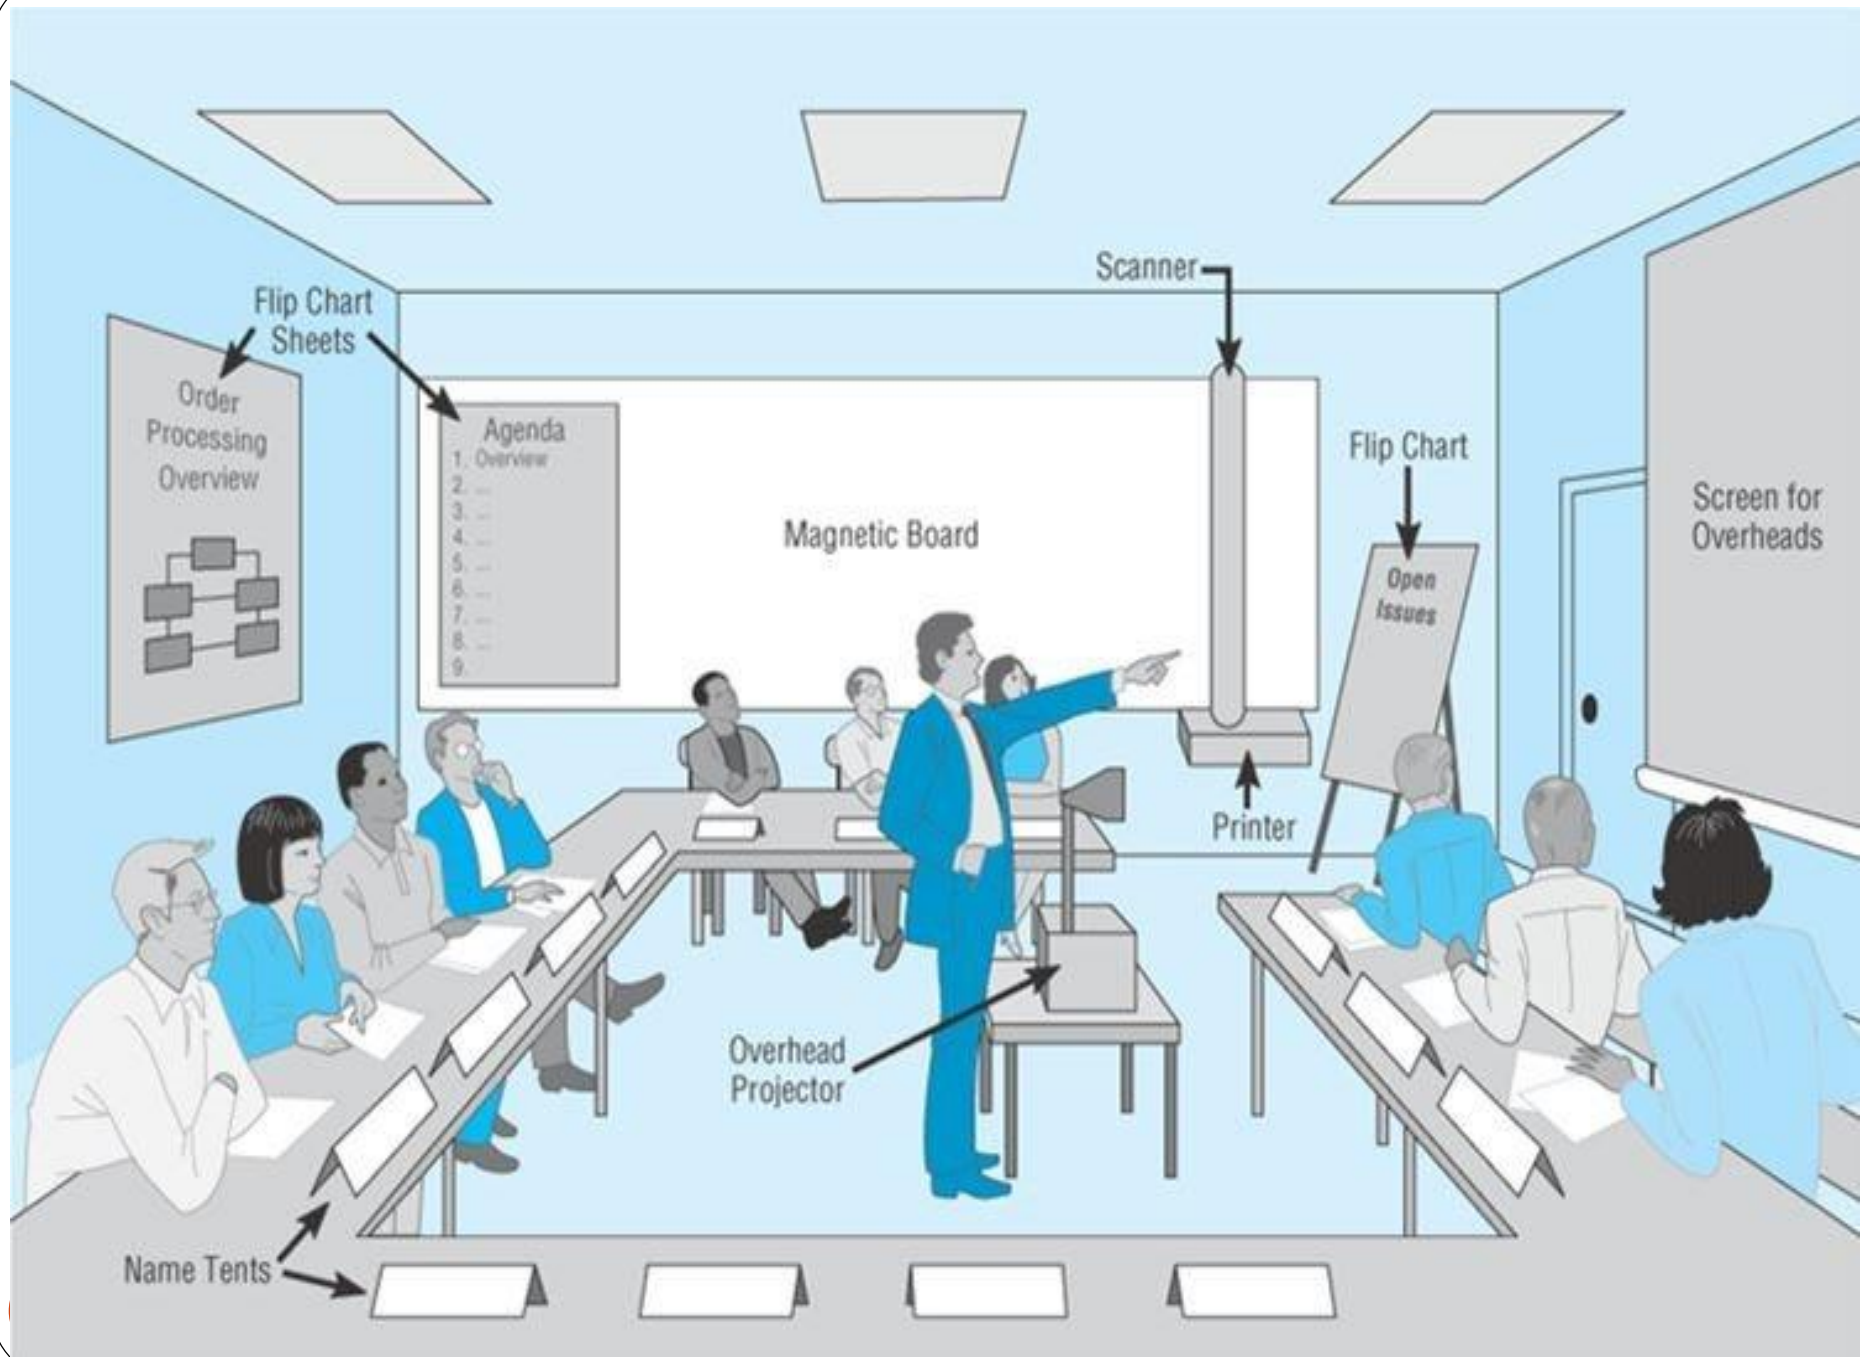 Scanner
Flip Chart
Sheets
Order
Processing
Overview
Agenda
1. Overview
2. ...
3. ...
4. ...
5. ...
6. ...
7. ...
8. ...
9.
Magnetic Board
Flip Chart
Open
Issues
Screen for
Overheads
Printer
Overhead
Projector
Name Tents